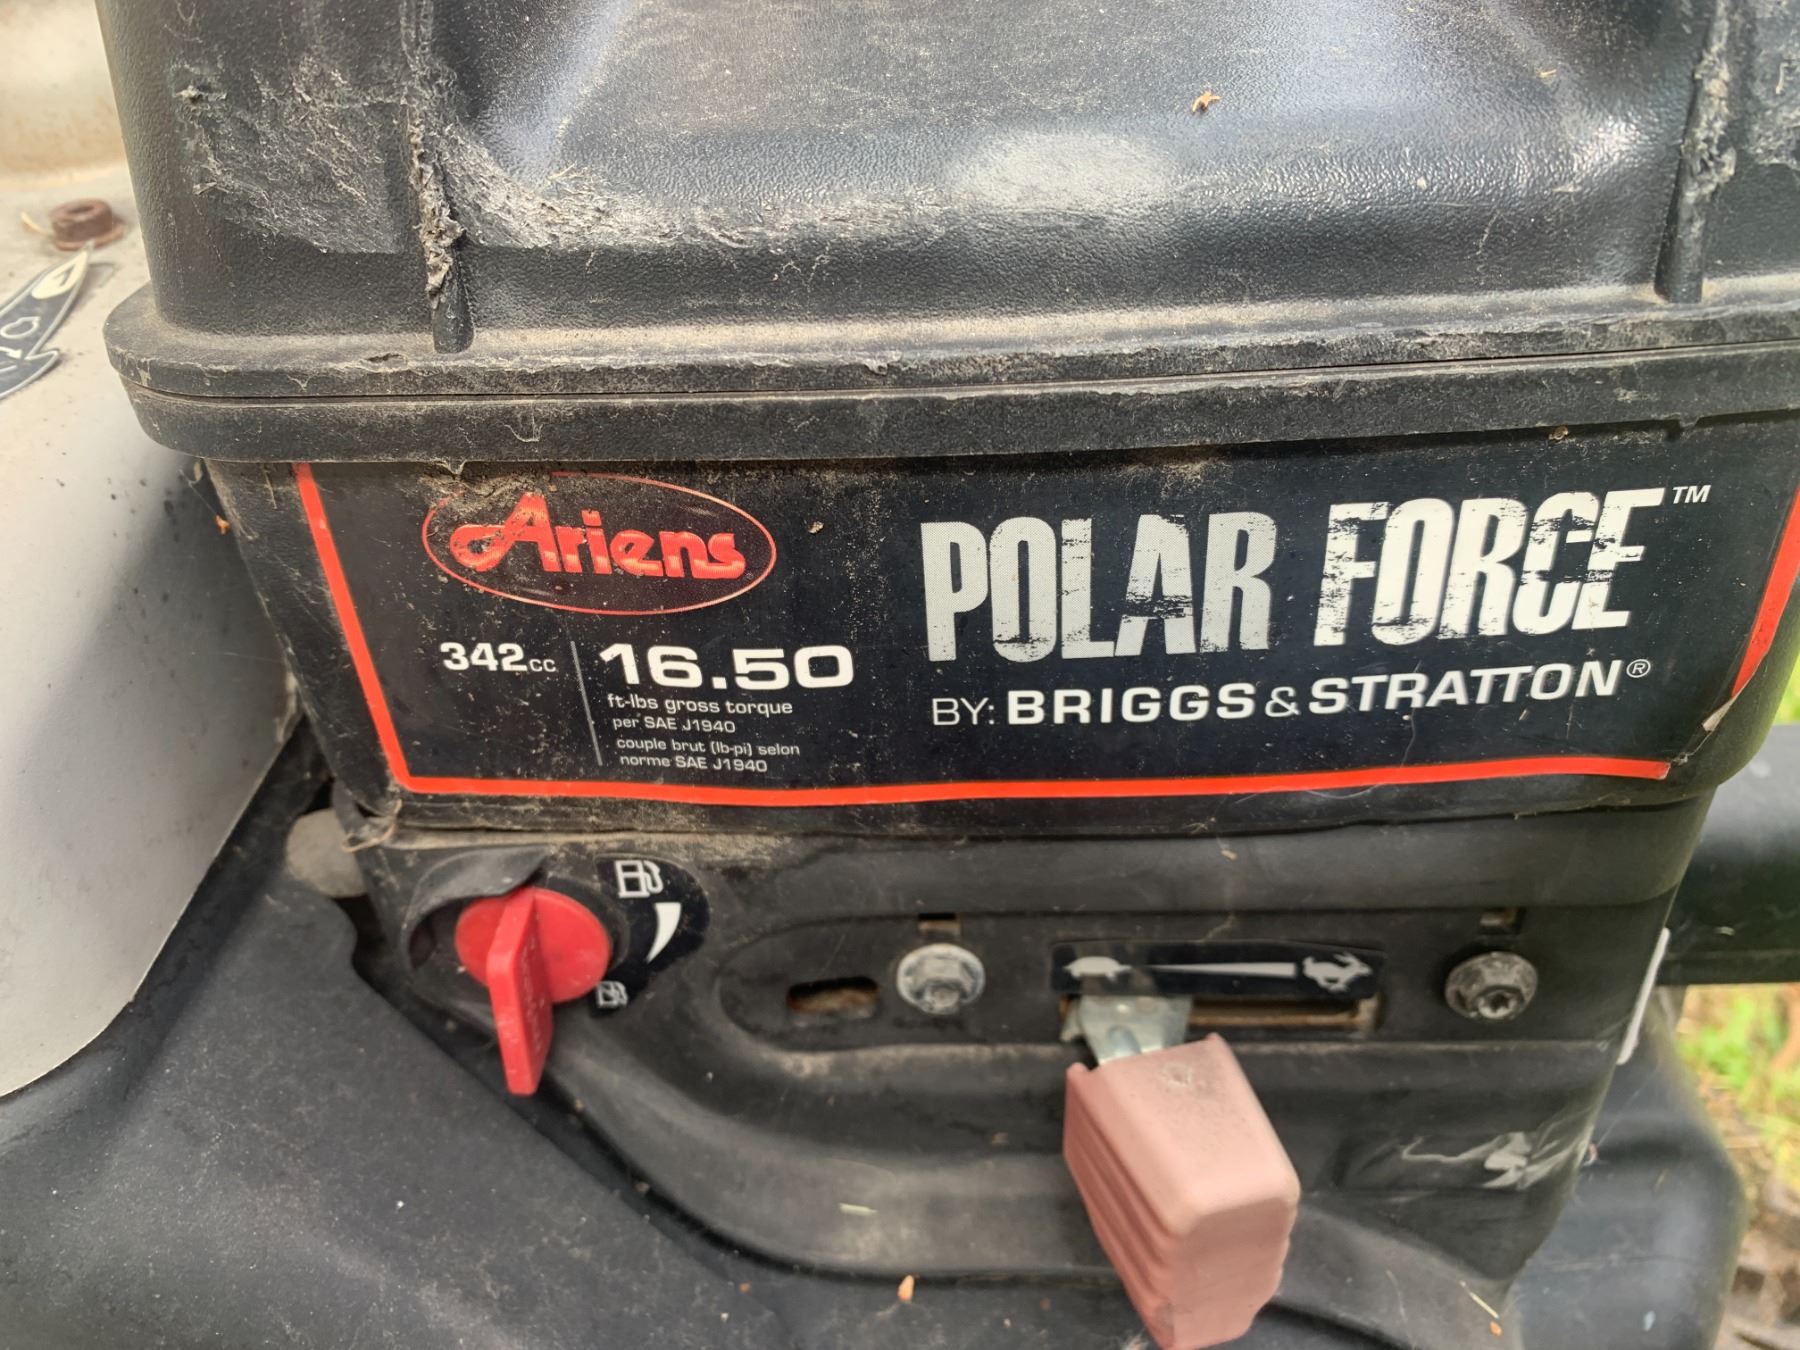 Ariens
POLAR FORCE™
342cc
16.50
ft-lbs gross torque
per SAE J1940
couple brut (lb-pi) selon
norme SAE J1940
BY: BRIGGS & STRATTON®